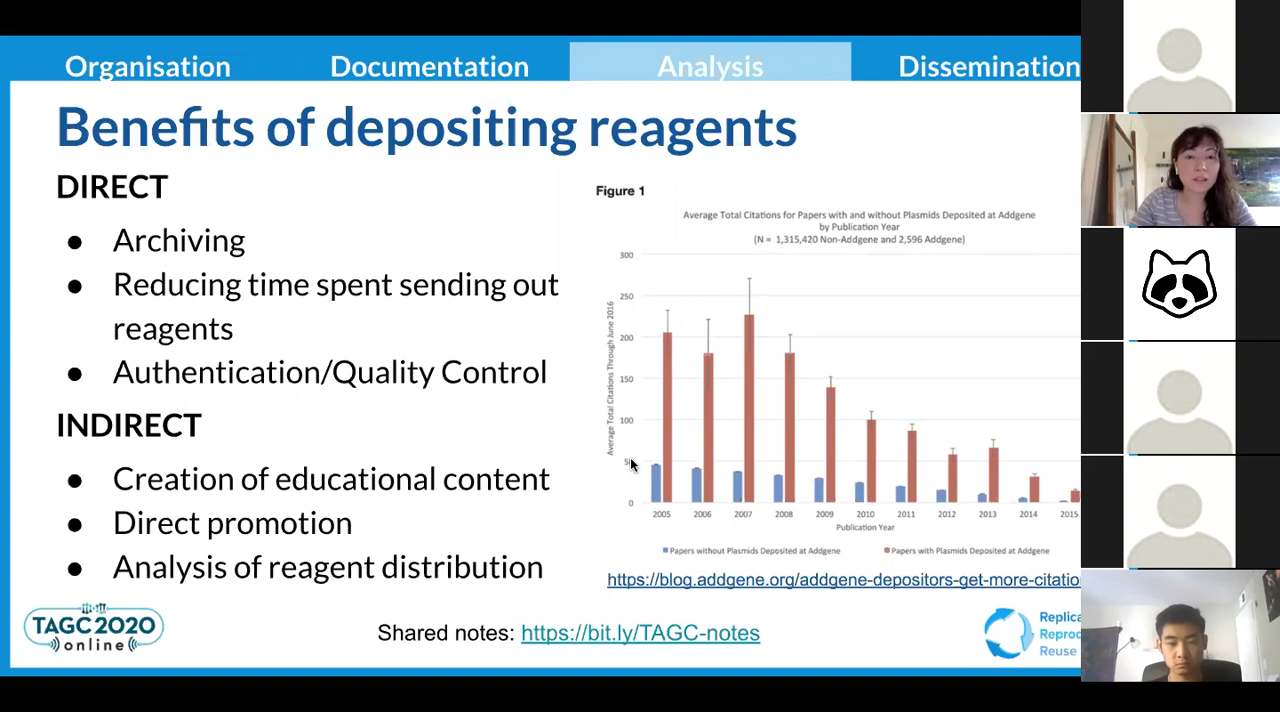 Organisation Documentation Analysis Dissemination
Benefits of depositing reagents
DIRECT
● Archiving
● Reducing time spent sending out
reagents
● Authentication/Quality Control
INDIRECT
● Creation of educational content
● Direct promotion
● Analysis of reagent distribution
Figure 1
Average Total Citations for Papers with and without Plasmids Deposited at Addgene
by Publication Year
(N = 1,315,420 Non-Addgene and 2,596 Addgene)
Average Total Citations Through June 2016
300
250
200
150
100
50
0
2005 2006 2007 2008 2009 2010 2011 2012 2013 2014 2015
Publication Year
Papers without Plasmids Deposited at Addgene Papers with Plasmids Deposited at Addgene
https://blog.addgene.org/addgene-depositors-get-more-citatio
TAGC 2020
online
Shared notes: https://bit.ly/TAGC-notes
Replica
Reprod
Reuse